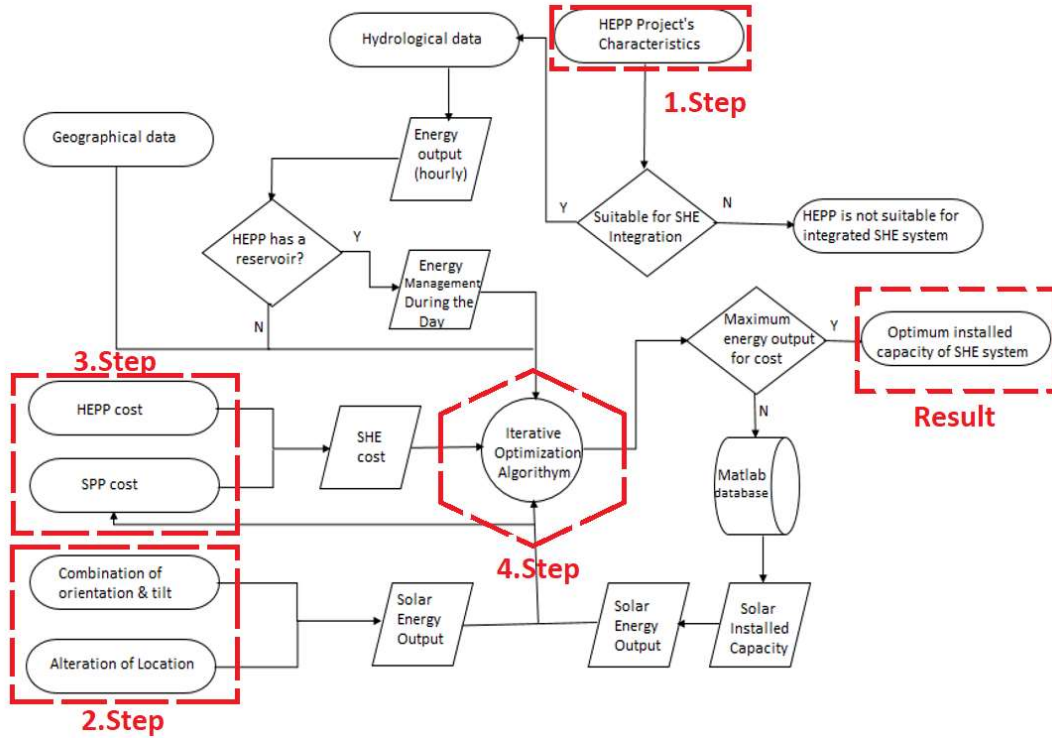 HEPP Project's
Characteristics
Hydrological data
1.Step
Geographical data
Energy
output
(hourly)
Y
Suitable for SHE
Integration
N
HEPP is not suitable for
integrated SHE system
HEPP has a
reservoir?
Y
N
Energy
Management
During the
Day
Maximum
energy output
for cost
Y
N
Optimum installed
capacity of SHE system
Result
3.Step
HEPP cost
SPP cost
SHE
cost
Iterative
Optimization
Algorithym
4.Step
Matlab
database
Combination of
orientation & tilt
Alteration of Location
2.Step
Solar
Energy
Output
Solar
Energy
Output
Solar
Installed
Capacity